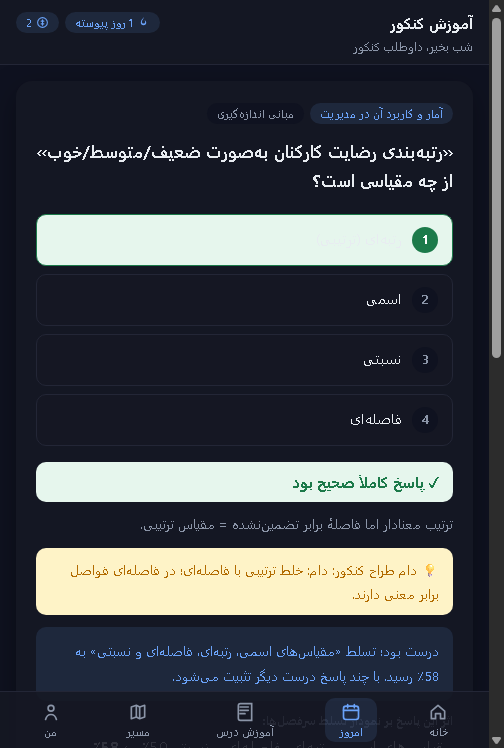 آموزش کنکور
1 روز پیوسته
2
شب بخیر، داوطلب کنکور
آمار و کاربرد آن در مدیریت
مبانی اندازه‌گیری
«رتبه‌بندی رضایت کارکنان به‌صورت ضعیف/متوسط/خوب»
از چه مقیاسی است؟
1
2 اسمی
3 نسبتی
4 فاصله‌ای
✓ پاسخ کاملاً صحیح بود
ترتیب معنادار اما فاصلهٔ برابر تضمین‌نشده = مقیاس ترتیبی.
💡 دام طراح کنکور: دام: خلط ترتیبی با فاصله‌ای؛ در فاصله‌ای فواصل
برابر معنی دارند.
درست بود؛ تسلط «مقیاس‌های اسمی، رتبه‌ای، فاصله‌ای و نسبتی» به
58٪ رسید. با چند پاسخ درست دیگر تثبیت می‌شود.
خانه
امروز
آموزش درس
مسیر
من